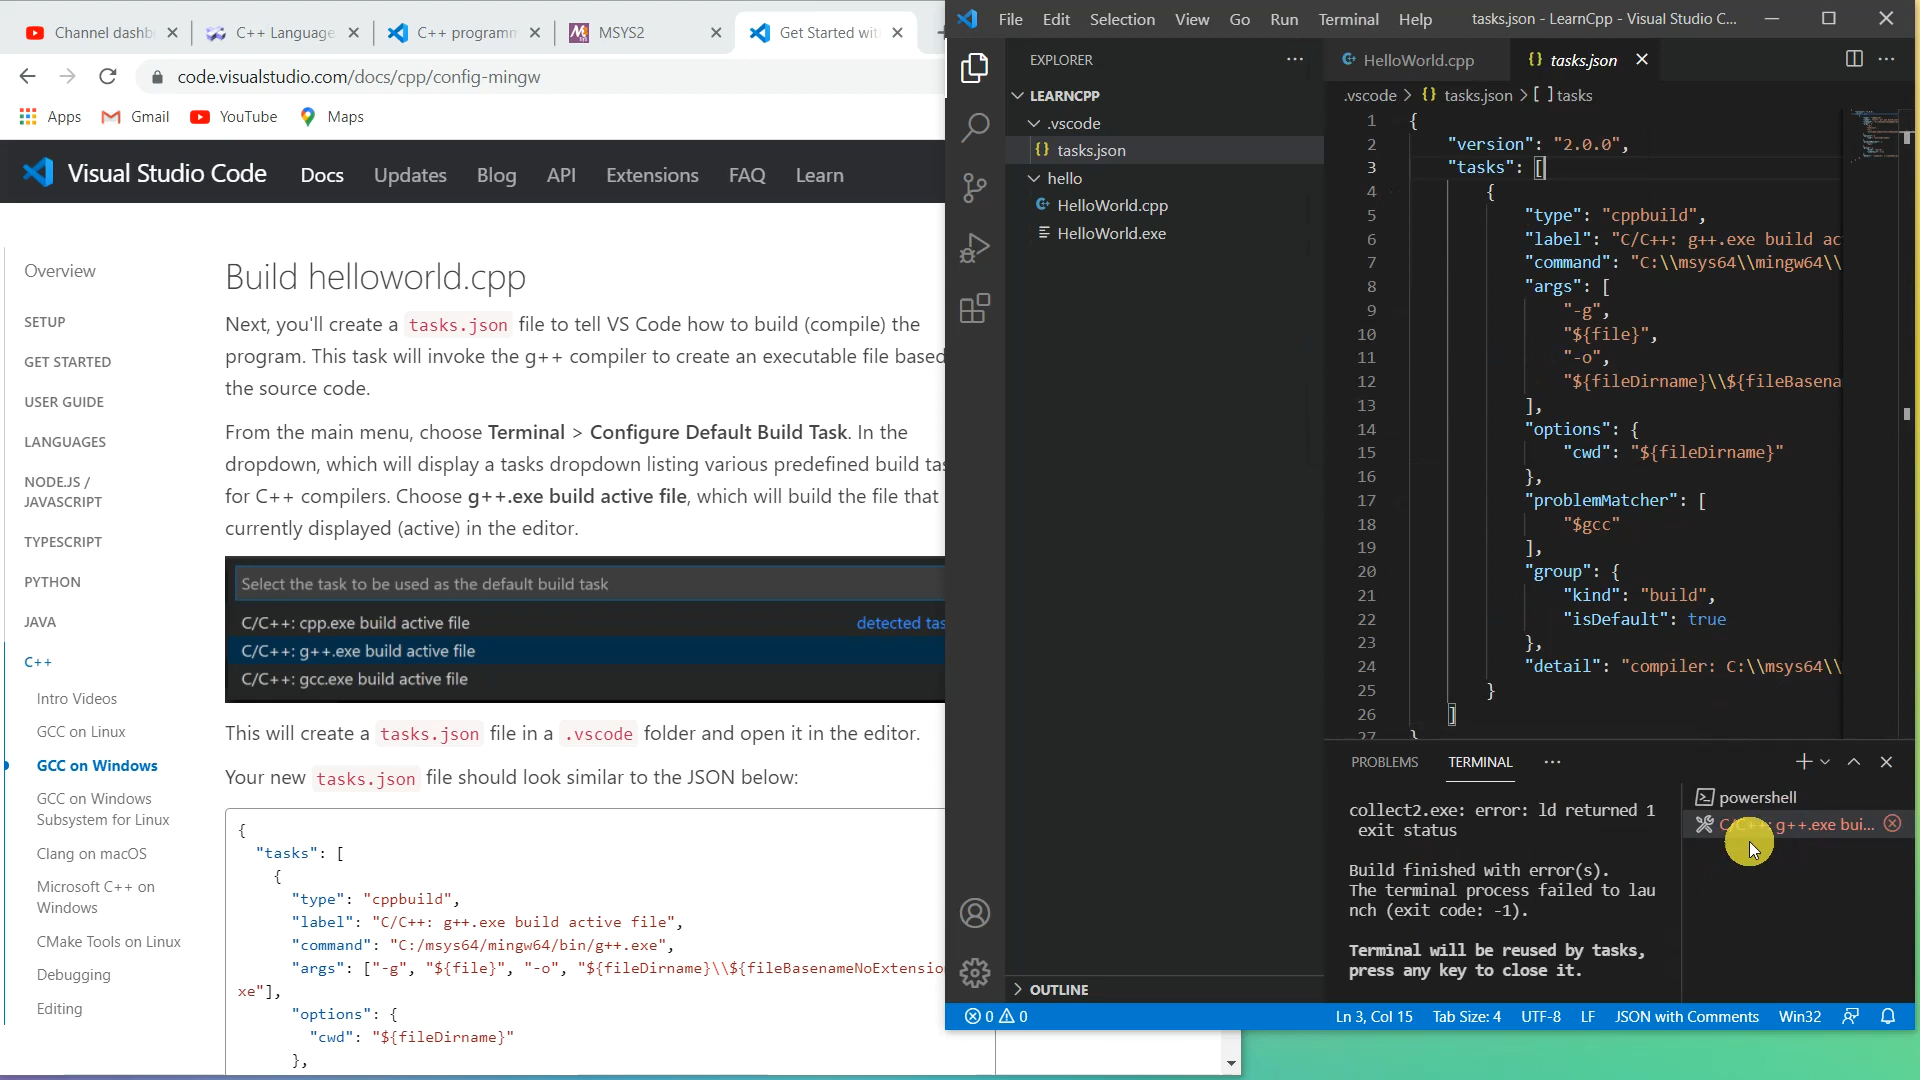 Channel dashb
C++ Language
C++ programm
MSYS2
Get Started wit
code.visualstudio.com/docs/cpp/config-mingw
Apps
Gmail
YouTube
Maps
Visual Studio Code
Docs
Updates
Blog
API
Extensions
FAQ
Learn
Overview
SETUP
GET STARTED
USER GUIDE
LANGUAGES
NODE.JS /
JAVASCRIPT
TYPESCRIPT
PYTHON
JAVA
C++
Intro Videos
GCC on Linux
GCC on Windows
GCC on Windows
Subsystem for Linux
Clang on macOS
Microsoft C++ on
Windows
CMake Tools on Linux
Debugging
Editing
Build helloworld.cpp
Next, you'll create a tasks.json file to tell VS Code how to build (compile) the
program. This task will invoke the g++ compiler to create an executable file based
the source code.
From the main menu, choose Terminal > Configure Default Build Task. In the
dropdown, which will display a tasks dropdown listing various predefined build tas
for C++ compilers. Choose g++.exe build active file, which will build the file that
currently displayed (active) in the editor.
Select the task to be used as the default build task
C/C++: cpp.exe build active file detected tas
C/C++: g++.exe build active file
C/C++: gcc.exe build active file
This will create a tasks.json file in a .vscode folder and open it in the editor.
Your new tasks.json file should look similar to the JSON below:
{
"tasks": [
{
"type": "cppbuild",
"label": "C/C++: g++.exe build active file",
"command": "C:/msys64/mingw64/bin/g++.exe",
"args": ["-g", "${file}", "-o", "${fileDirname}\\${fileBasenameNoExtensio
xe"],
"options": {
"cwd": "${fileDirname}"
},
File Edit Selection View Go Run Terminal Help
tasks.json - LearnCpp - Visual Studio C...
EXPLORER
LEARNCPP
.vscode
tasks.json
hello
HelloWorld.cpp
HelloWorld.exe
OUTLINE
HelloWorld.cpp
tasks.json
.vscode > {} tasks.json > [ ] tasks
1 {
2 "version": "2.0.0",
3 "tasks": [
4 {
5 "type": "cppbuild",
6 "label": "C/C++: g++.exe build ac
7 "command": "C:\\msys64\\mingw64\\
8 "args": [
9 "-g",
10 "${file}",
11 "-o",
12 "${fileDirname}\\${fileBasena
13 ],
14 "options": {
15 "cwd": "${fileDirname}"
16 },
17 "problemMatcher": [
18 "$gcc"
19 ],
20 "group": {
21 "kind": "build",
22 "isDefault": true
23 },
24 "detail": "compiler: C:\\msys64\\
25 }
26 ]
27 }
PROBLEMS
TERMINAL
collect2.exe: error: ld returned 1
exit status
Build finished with error(s).
The terminal process failed to lau
nch (exit code: -1).
Terminal will be reused by tasks,
press any key to close it.
powershell
C/C++: g++.exe bui...
0 0
Ln 3, Col 15
Tab Size: 4
UTF-8
LF
JSON with Comments
Win32